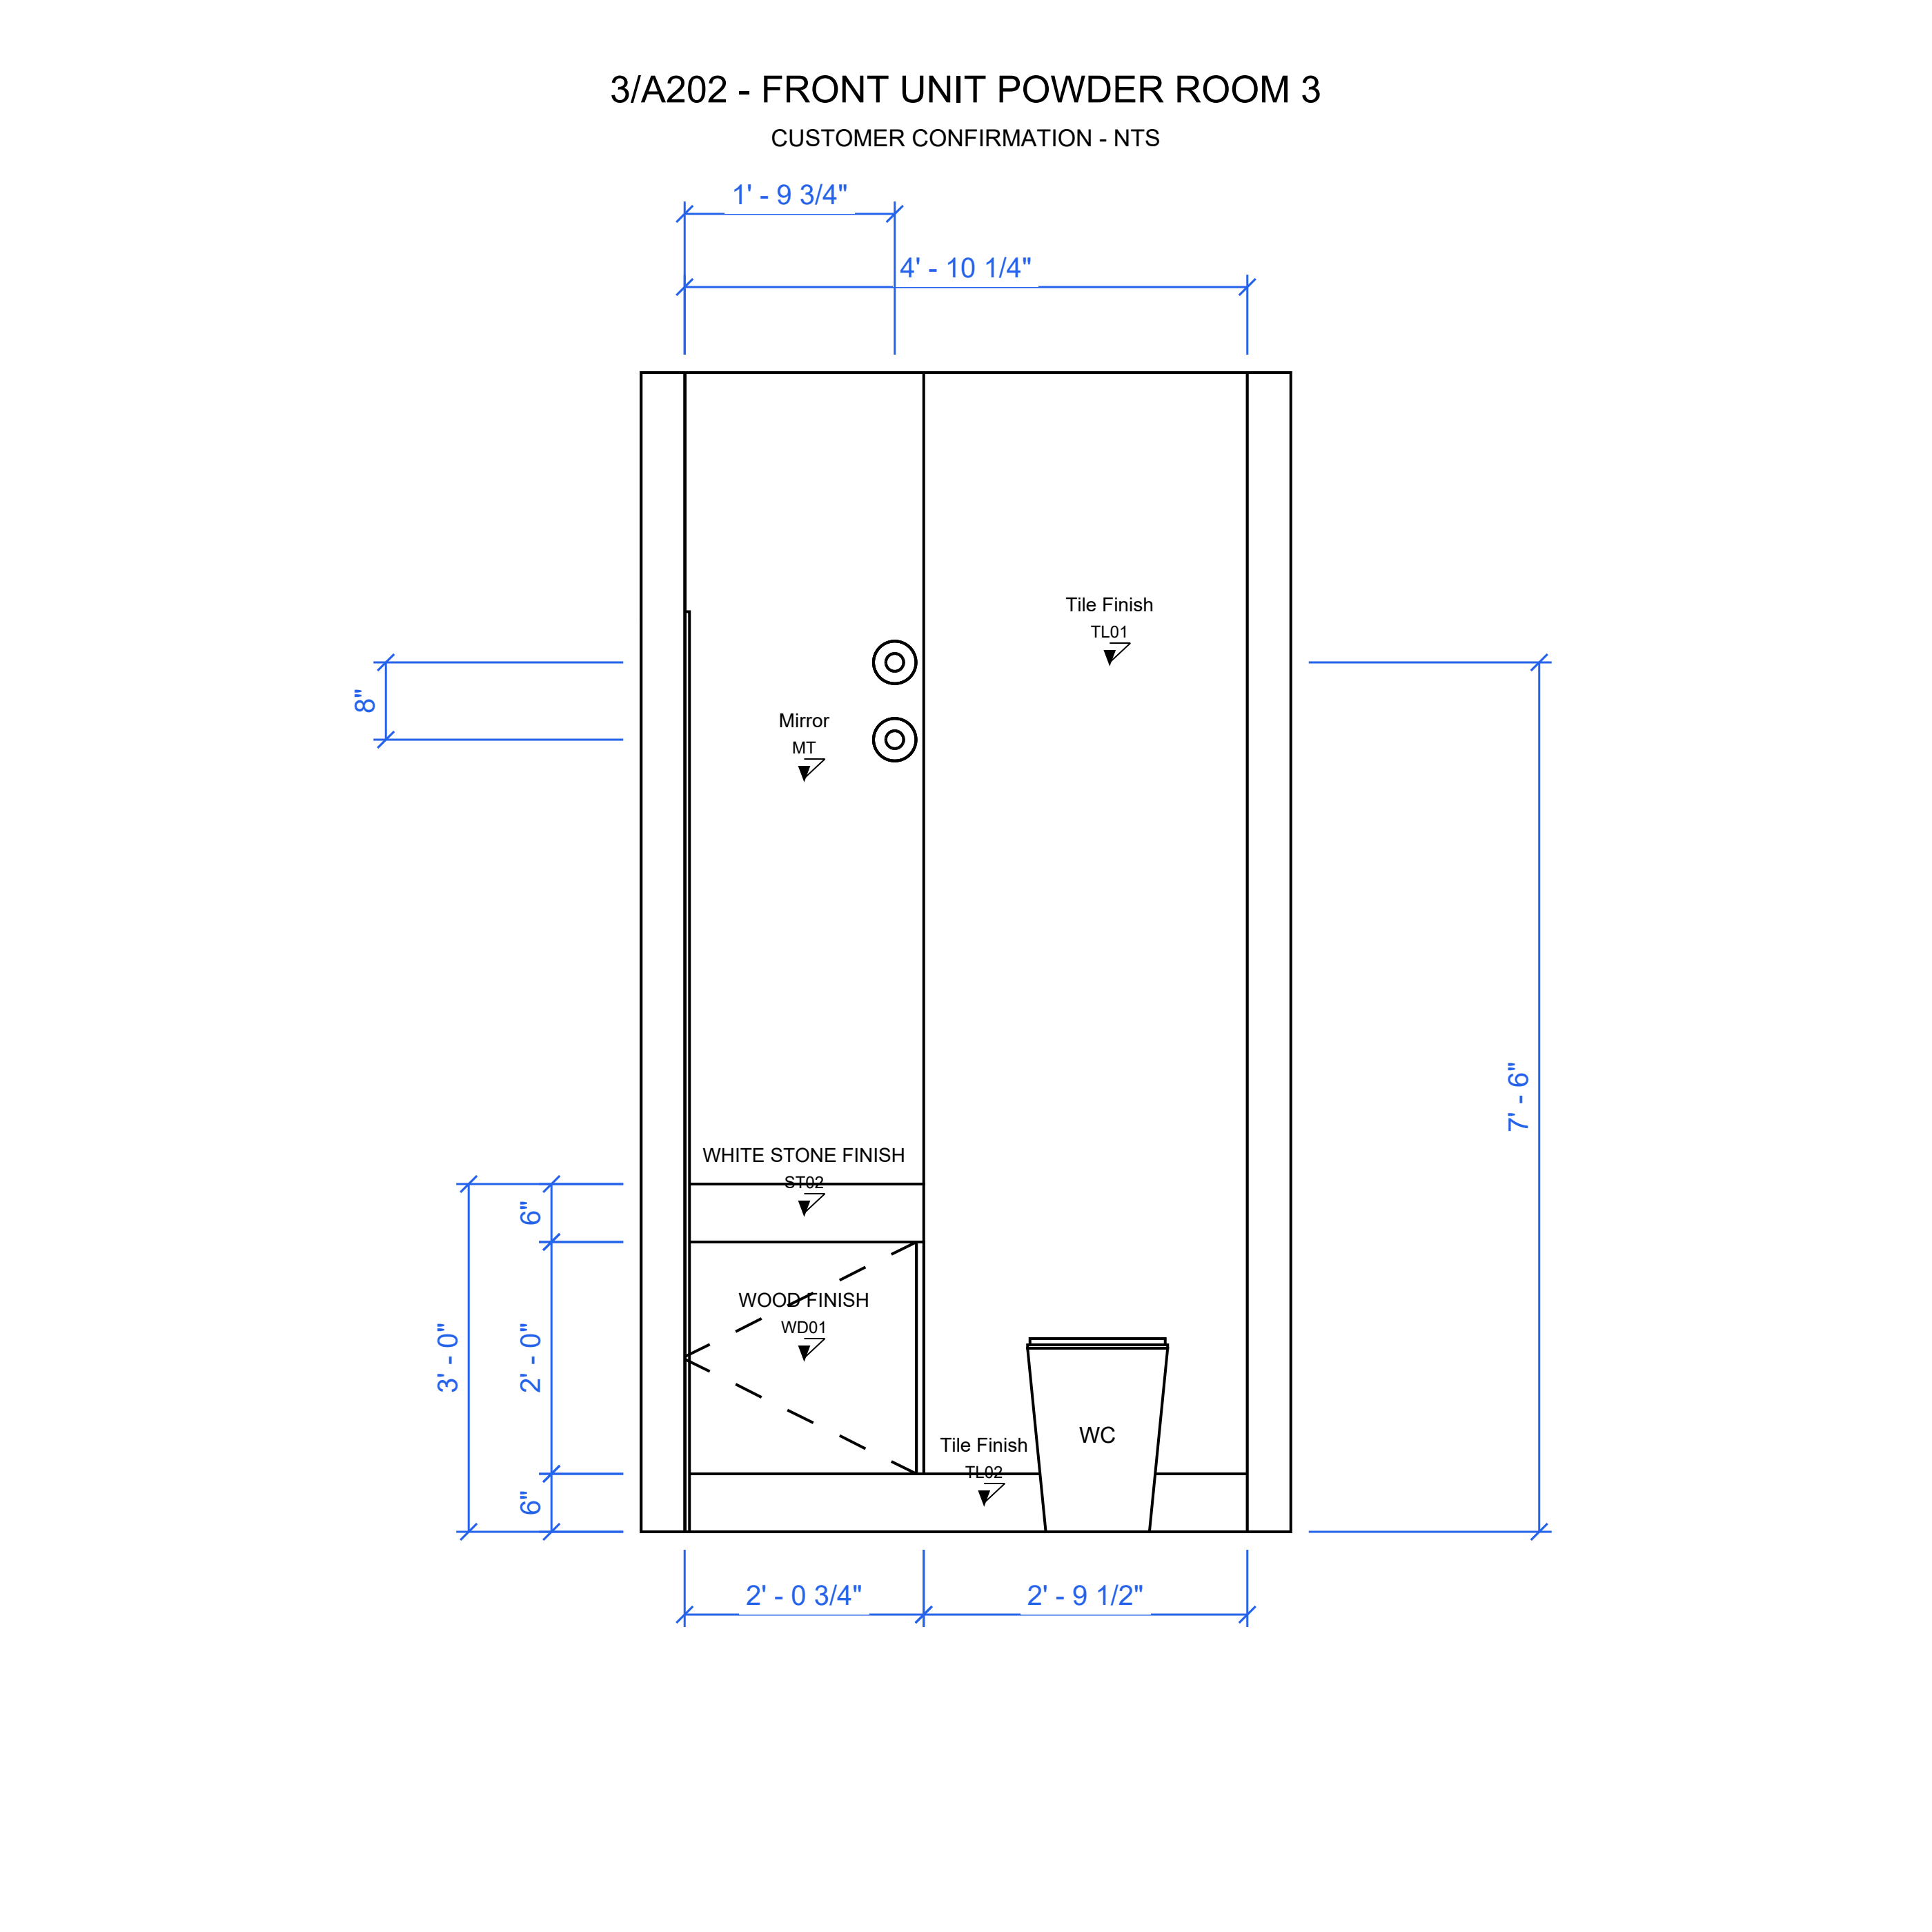 3/A202 - FRONT UNIT POWDER ROOM 3
CUSTOMER CONFIRMATION - NTS
1' - 9 3/4"
4' - 10 1/4"
Tile Finish
TL01
8"
Mirror
MT
7' - 6"
WHITE STONE FINISH
ST02
6"
WOOD FINISH
WD01
3' - 0"
2' - 0"
WC
Tile Finish
TL02
6"
2' - 0 3/4"
2' - 9 1/2"